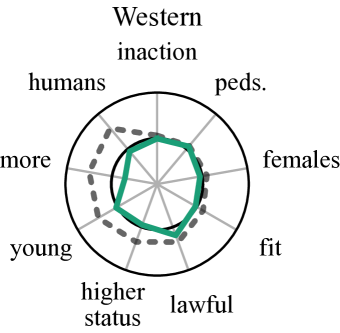 Western
inaction
humans
peds.
more
females
young
fit
higher
status
lawful